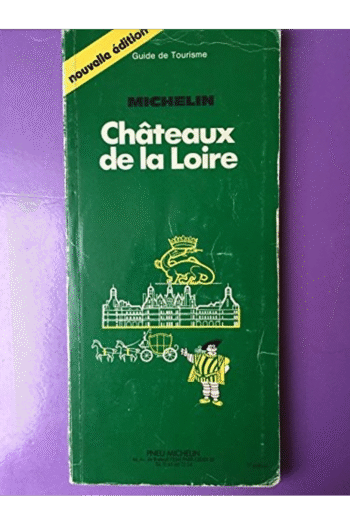 nouvelle édition
Guide de Tourisme
MICHELIN
Châteaux
de la Loire
PNEU MICHELIN